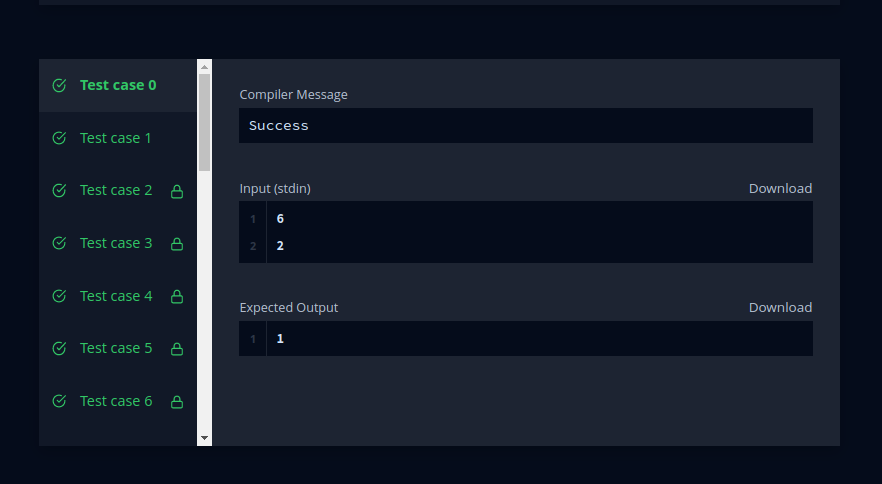 Test case 0
Test case 1
Test case 2
Test case 3
Test case 4
Test case 5
Test case 6
Compiler Message
Success
Input (stdin)
Download
1 6
2 2
Expected Output
Download
1 1